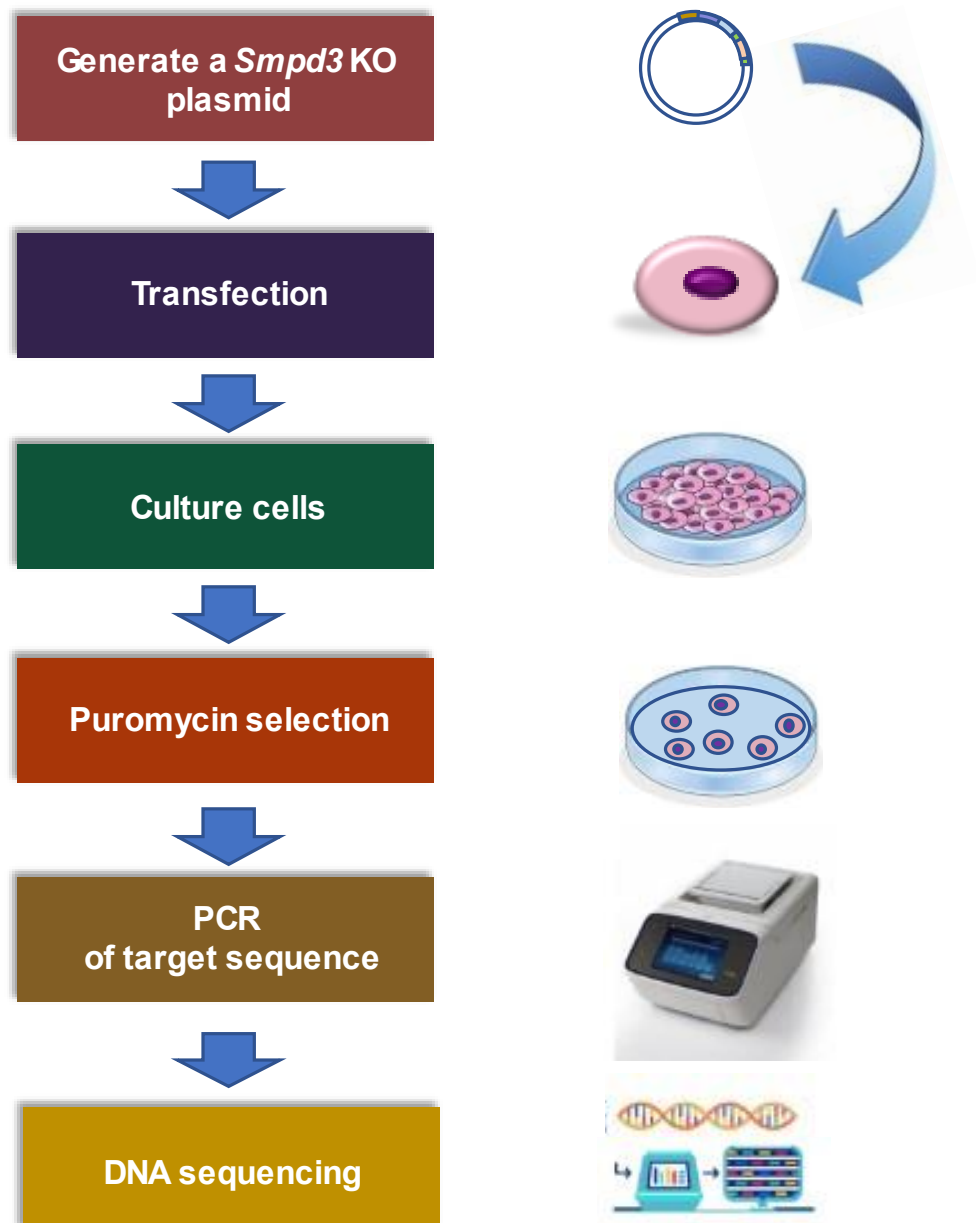 Generate a Smpd3 KO
plasmid
Transfection
Culture cells
Puromycin selection
PCR
of target sequence
DNA sequencing